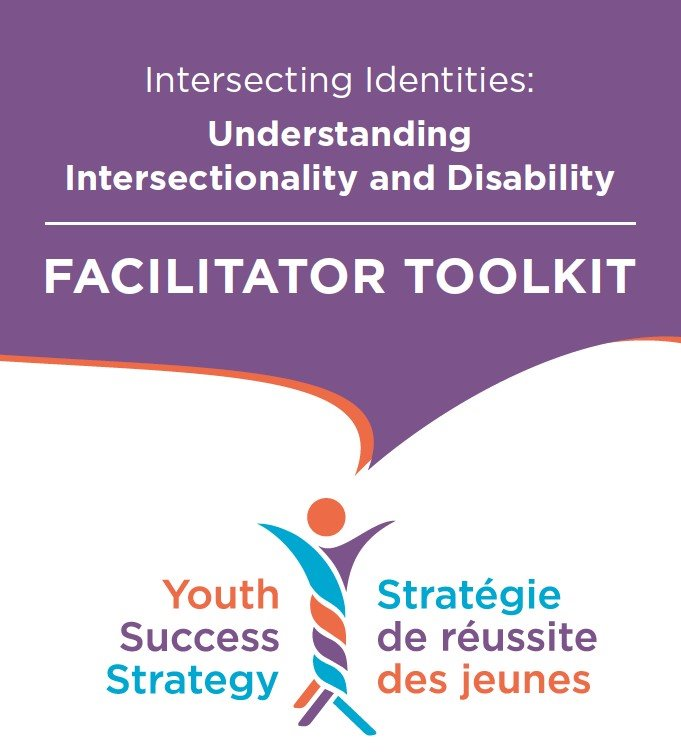 Intersecting Identities:
Understanding
Intersectionality and Disability
FACILITATOR TOOLKIT
Youth
Success
Strategy
Stratégie
de réussite
des jeunes